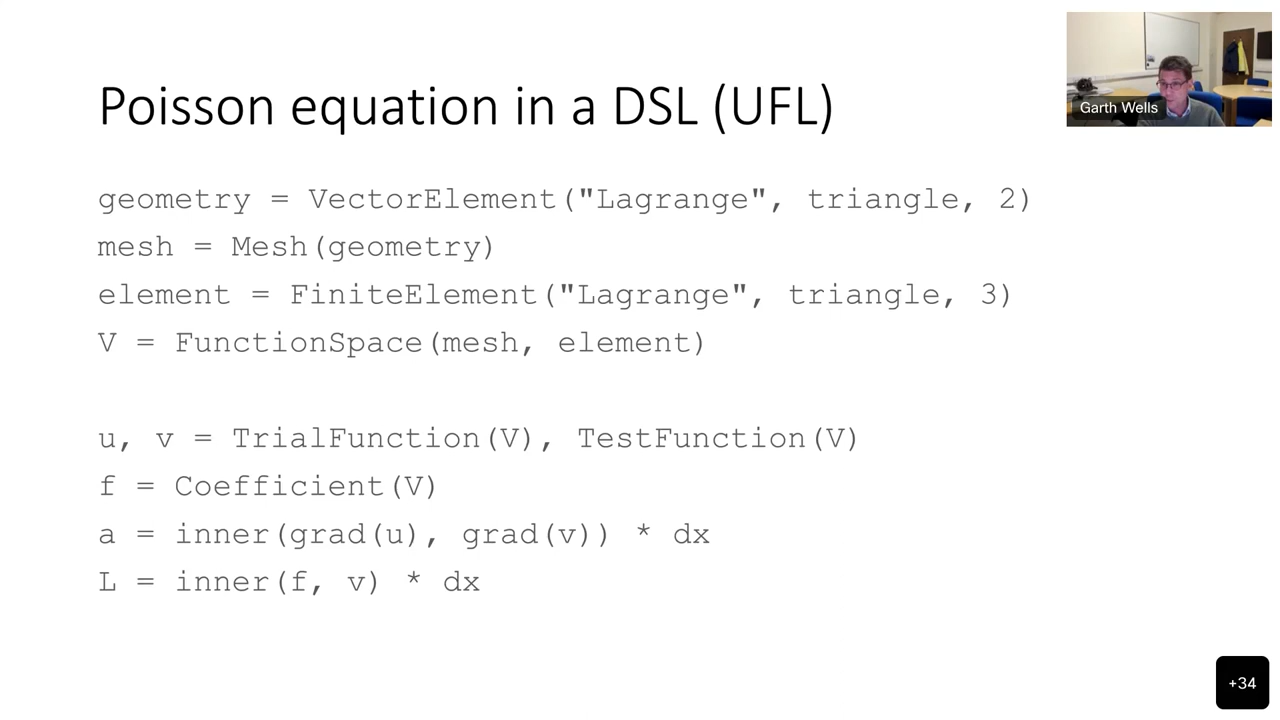 Poisson equation in a DSL (UFL)
Garth Wells
geometry = VectorElement("Lagrange", triangle, 2)
mesh = Mesh(geometry)
element = FiniteElement("Lagrange", triangle, 3)
V = FunctionSpace(mesh, element)
u, v = TrialFunction(V), TestFunction(V)
f = Coefficient(V)
a = inner(grad(u), grad(v)) * dx
L = inner(f, v) * dx
+34